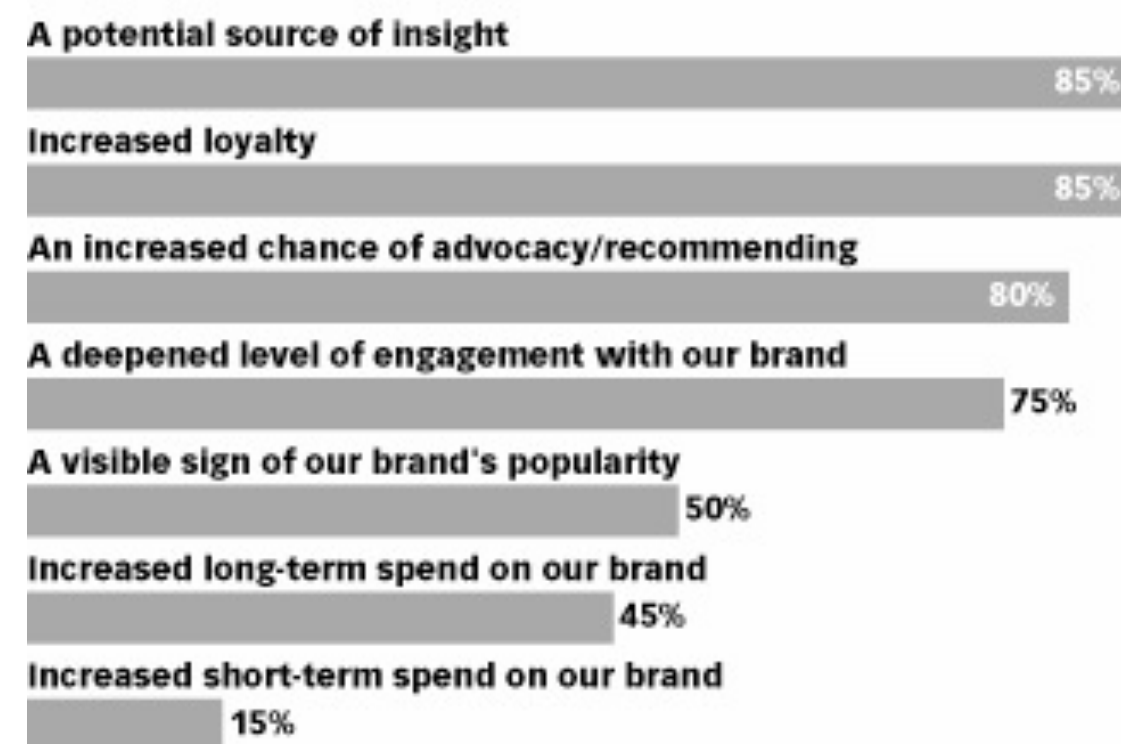 A potential source of insight
85%
Increased loyalty
85%
An increased chance of advocacy/recommending
80%
A deepened level of engagement with our brand
75%
A visible sign of our brand's popularity
50%
Increased long-term spend on our brand
45%
Increased short-term spend on our brand
15%